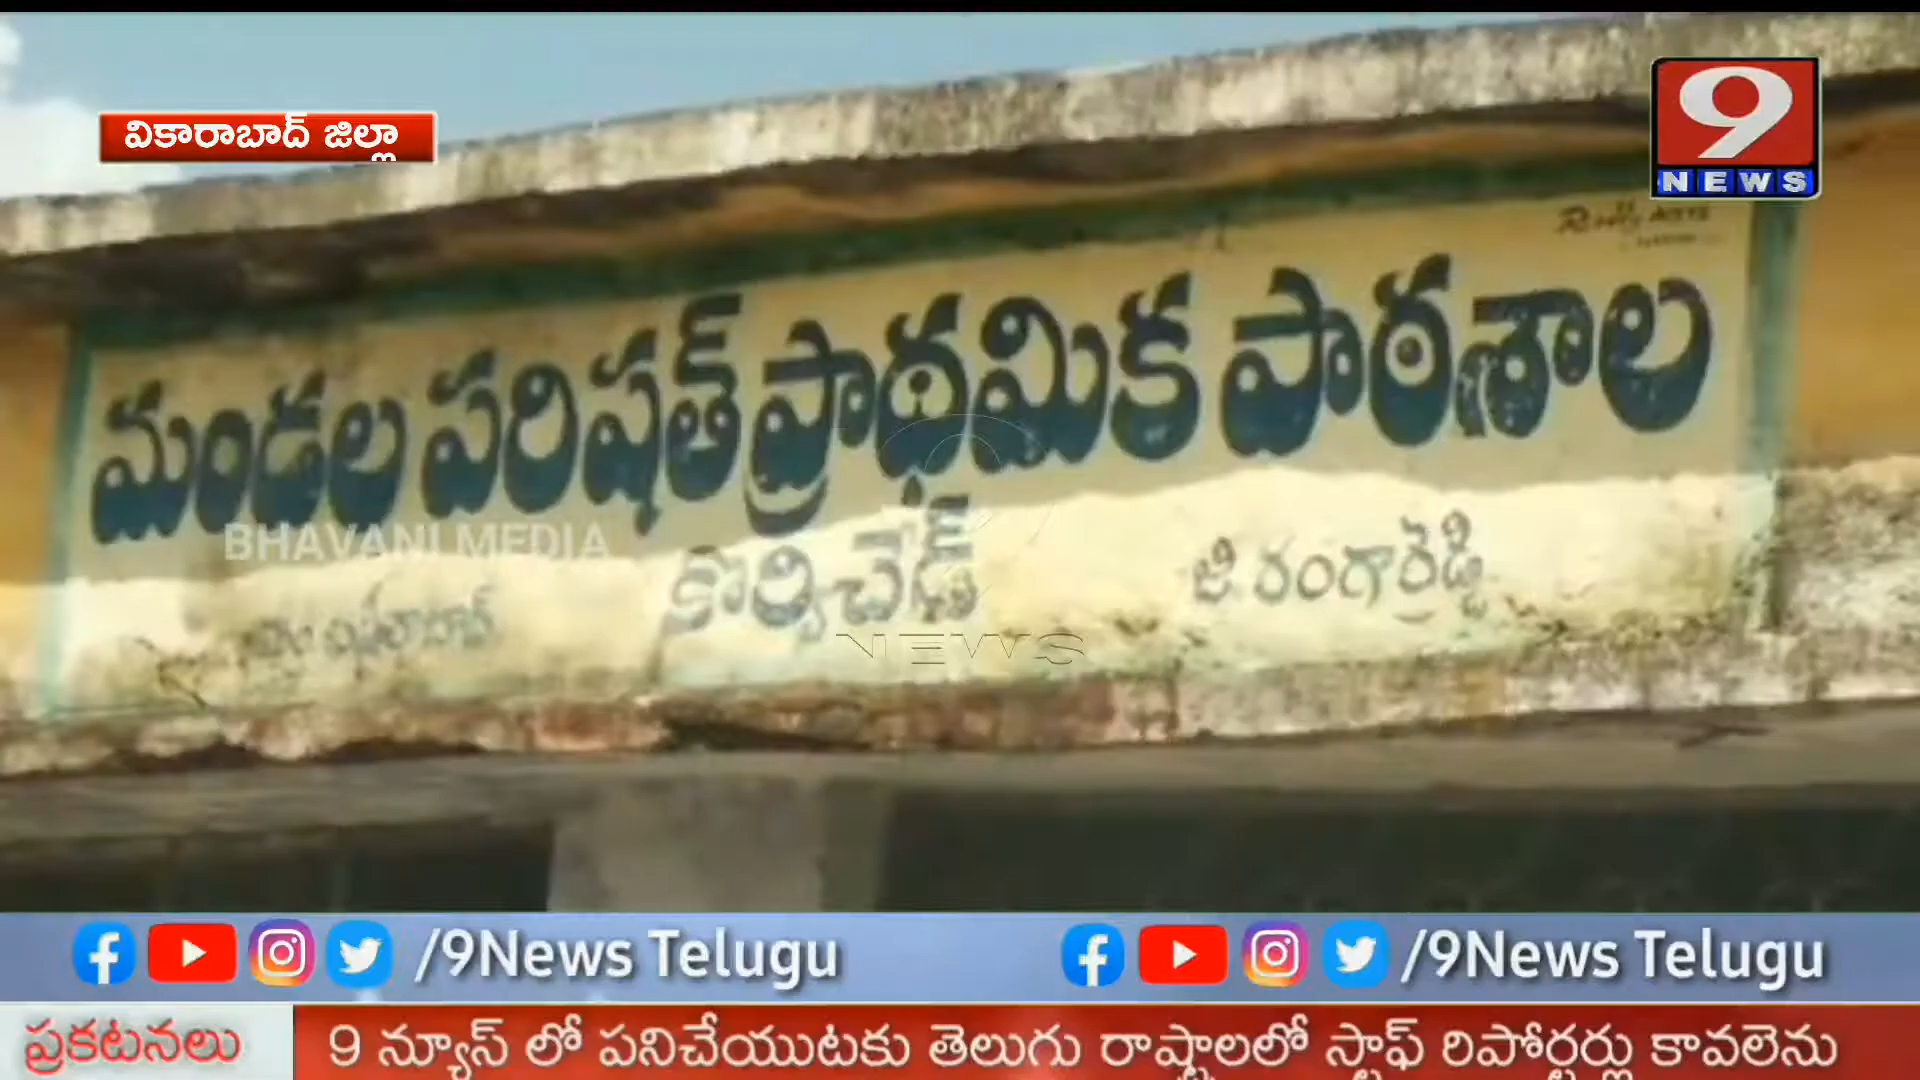 వికారాబాద్ జిల్లా
9
NEWS
మండల పరిషత్ ప్రాథమిక పాఠశాల
BHAVANI MEDIA
కొర్విచెడ్ జి. రంగారెడ్డి
NEWS
/9News Telugu /9News Telugu
ప్రకటనలు 9 న్యూస్ లో పనిచేయుటకు తెలుగు రాష్ట్రాలలో స్టాఫ్ రిపోర్టర్లు కావలెను